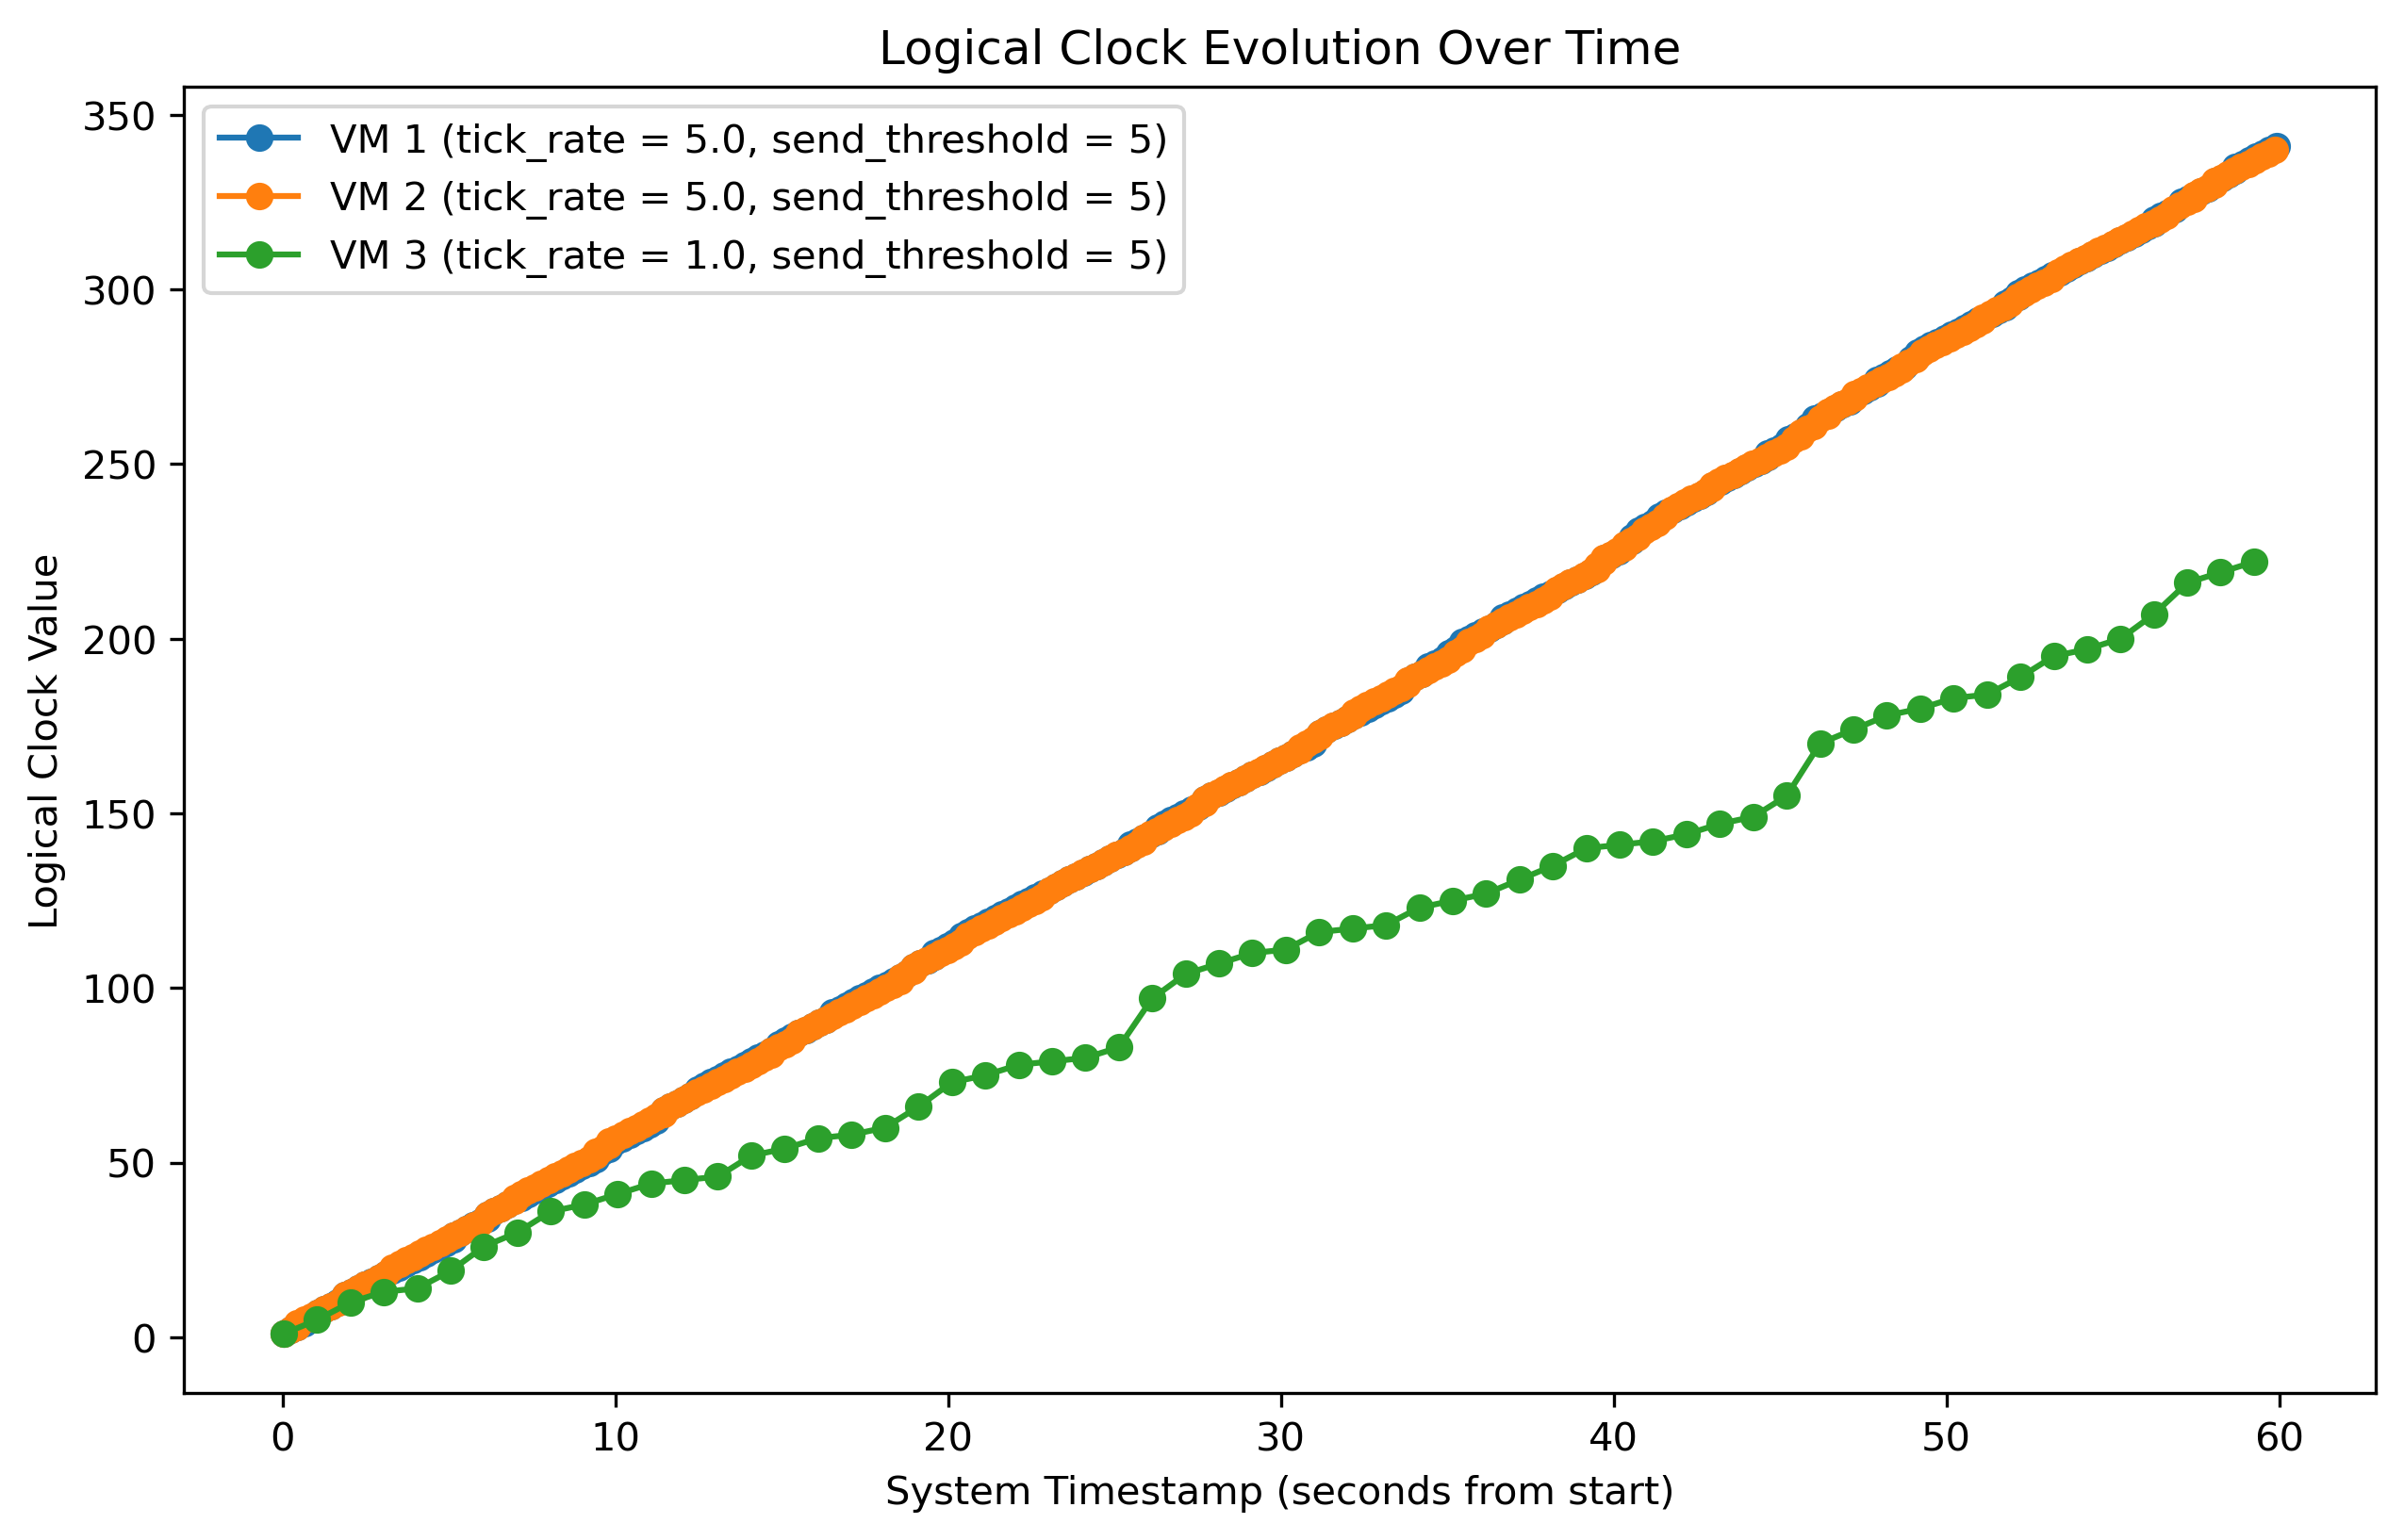 Logical Clock Evolution Over Time
VM 1 (tick_rate = 5.0, send_threshold = 5)
VM 2 (tick_rate = 5.0, send_threshold = 5)
VM 3 (tick_rate = 1.0, send_threshold = 5)
Logical Clock Value
350
300
250
200
150
100
50
0
0 10 20 30 40 50 60
System Timestamp (seconds from start)